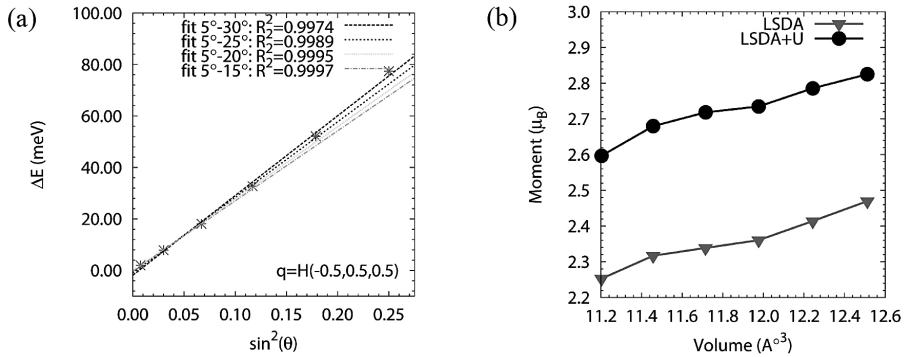 (a)
fit 5°-30°: R²=0.9974
fit 5°-25°: R²=0.9989
fit 5°-20°: R²=0.9995
fit 5°-15°: R²=0.9997
100.00
80.00
60.00
40.00
20.00
0.00
ΔE (meV)
q=H(-0.5,0.5,0.5)
0.00 0.05 0.10 0.15 0.20 0.25
sin²(θ)
(b)
LSDA
LSDA+U
3.0
2.9
2.8
2.7
2.6
2.5
2.4
2.3
2.2
Moment (μB)
11.2 11.4 11.6 11.8 12.0 12.2 12.4 12.6
Volume (A°³)